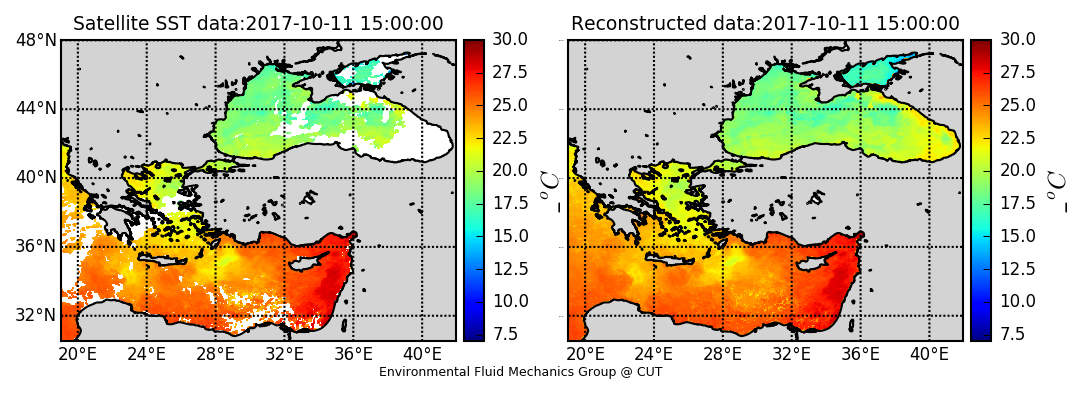 Satellite SST data:2017-10-11 15:00:00
48°N
44°N
40°N
36°N
32°N
20°E 24°E 28°E 32°E 36°E 40°E
30.0
27.5
25.0
22.5
20.0
17.5
15.0
12.5
10.0
7.5
°C
Reconstructed data:2017-10-11 15:00:00
20°E 24°E 28°E 32°E 36°E 40°E
30.0
27.5
25.0
22.5
20.0
17.5
15.0
12.5
10.0
7.5
°C
Environmental Fluid Mechanics Group @ CUT